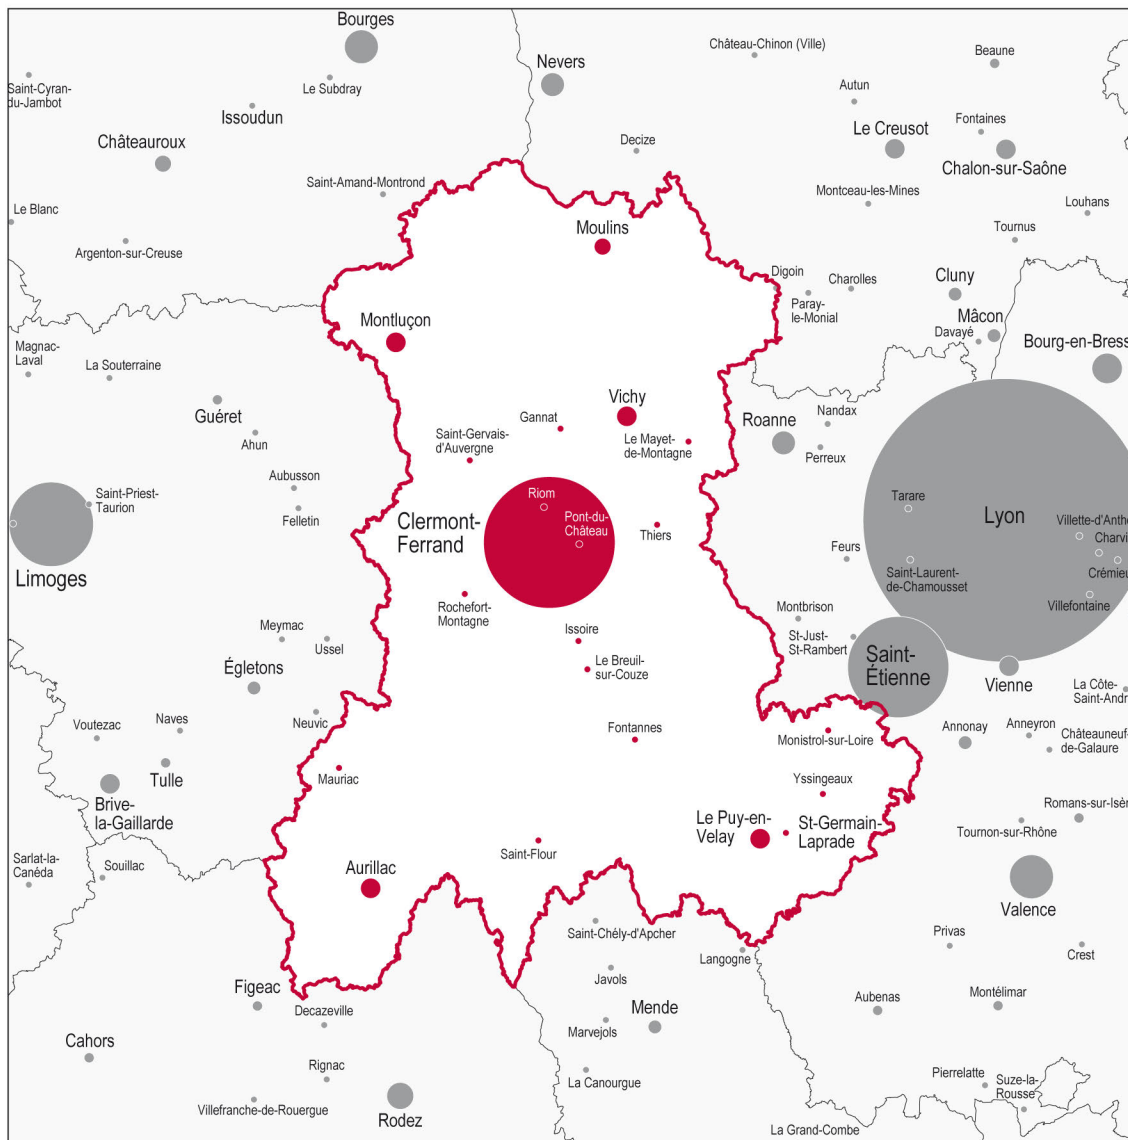 Bourges
Château-Chinon (Ville)
Beaune
Nevers
Saint-Cyran-
du-Jambot
Le Subdray
Autun
Issoudun
Fontaines
Le Creusot
Châteauroux
Decize
Chalon-sur-Saône
Saint-Amand-Montrond
Montceau-les-Mines
Le Blanc
Louhans
Moulins
Tournus
Argenton-sur-Creuse
Digoin
Charolles
Cluny
Paray-
le-Monial
Mâcon
Montluçon
Davayé
Magnac-
Laval
Bourg-en-Bress
La Souterraine
Vichy
Guéret
Gannat
Nandax
Roanne
Saint-Gervais-
d'Auvergne
Le Mayet-
de-Montagne
Ahun
Perreux
Aubusson
Saint-Priest-
Taurion
Riom
Tarare
Felletin
Clermont-
Ferrand
Pont-du-
Château
Thiers
Lyon
Villette-d'Antho
Charvi
Feurs
Limoges
Saint-Laurent-
de-Chamousset
Crémieu
Rochefort-
Montagne
Villefontaine
Montbrison
Meymac
Ussel
Issoire
St-Just-
St-Rambert
Égletons
Le Breuil-
sur-Couze
Saint-
Étienne
Vienne
La Côte-
Saint-Andr
Neuvic
Voutezac
Naves
Fontannes
Monistrol-sur-Loire
Annonay
Anneyron
Châteauneuf-
de-Galaure
Mauriac
Tulle
Yssingeaux
Brive-
la-Gaillarde
Romans-sur-Isèr
Le Puy-en-
Velay
St-Germain-
Laprade
Tournon-sur-Rhône
Sarlat-la-
Canéda
Souillac
Aurillac
Saint-Flour
Valence
Saint-Chély-d'Apcher
Privas
Langogne
Crest
Figeac
Javols
Decazeville
Mende
Aubenas
Montélimar
Marvejols
Cahors
Rignac
La Canourgue
Pierrelatte
Suze-la-
Rousse
Villefranche-de-Rouergue
Rodez
La Grand-Combe